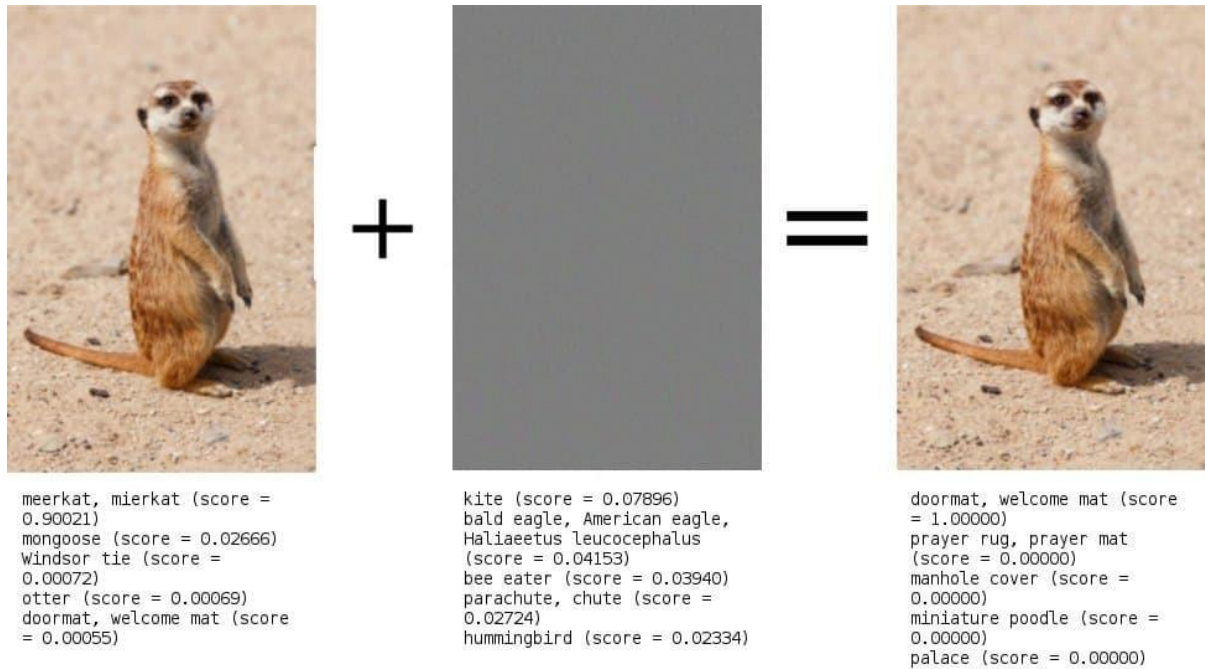 +
=
meerkat, mierkat (score =
0.90021)
mongoose (score = 0.02666)
Windsor tie (score =
0.00072)
otter (score = 0.00069)
doormat, welcome mat (score
= 0.00055)
kite (score = 0.07896)
bald eagle, American eagle,
Haliaeetus leucocephalus
(score = 0.04153)
bee eater (score = 0.03940)
parachute, chute (score =
0.02724)
hummingbird (score = 0.02334)
doormat, welcome mat (score
= 1.00000)
prayer rug, prayer mat
(score = 0.00000)
manhole cover (score =
0.00000)
miniature poodle (score =
0.00000)
palace (score = 0.00000)